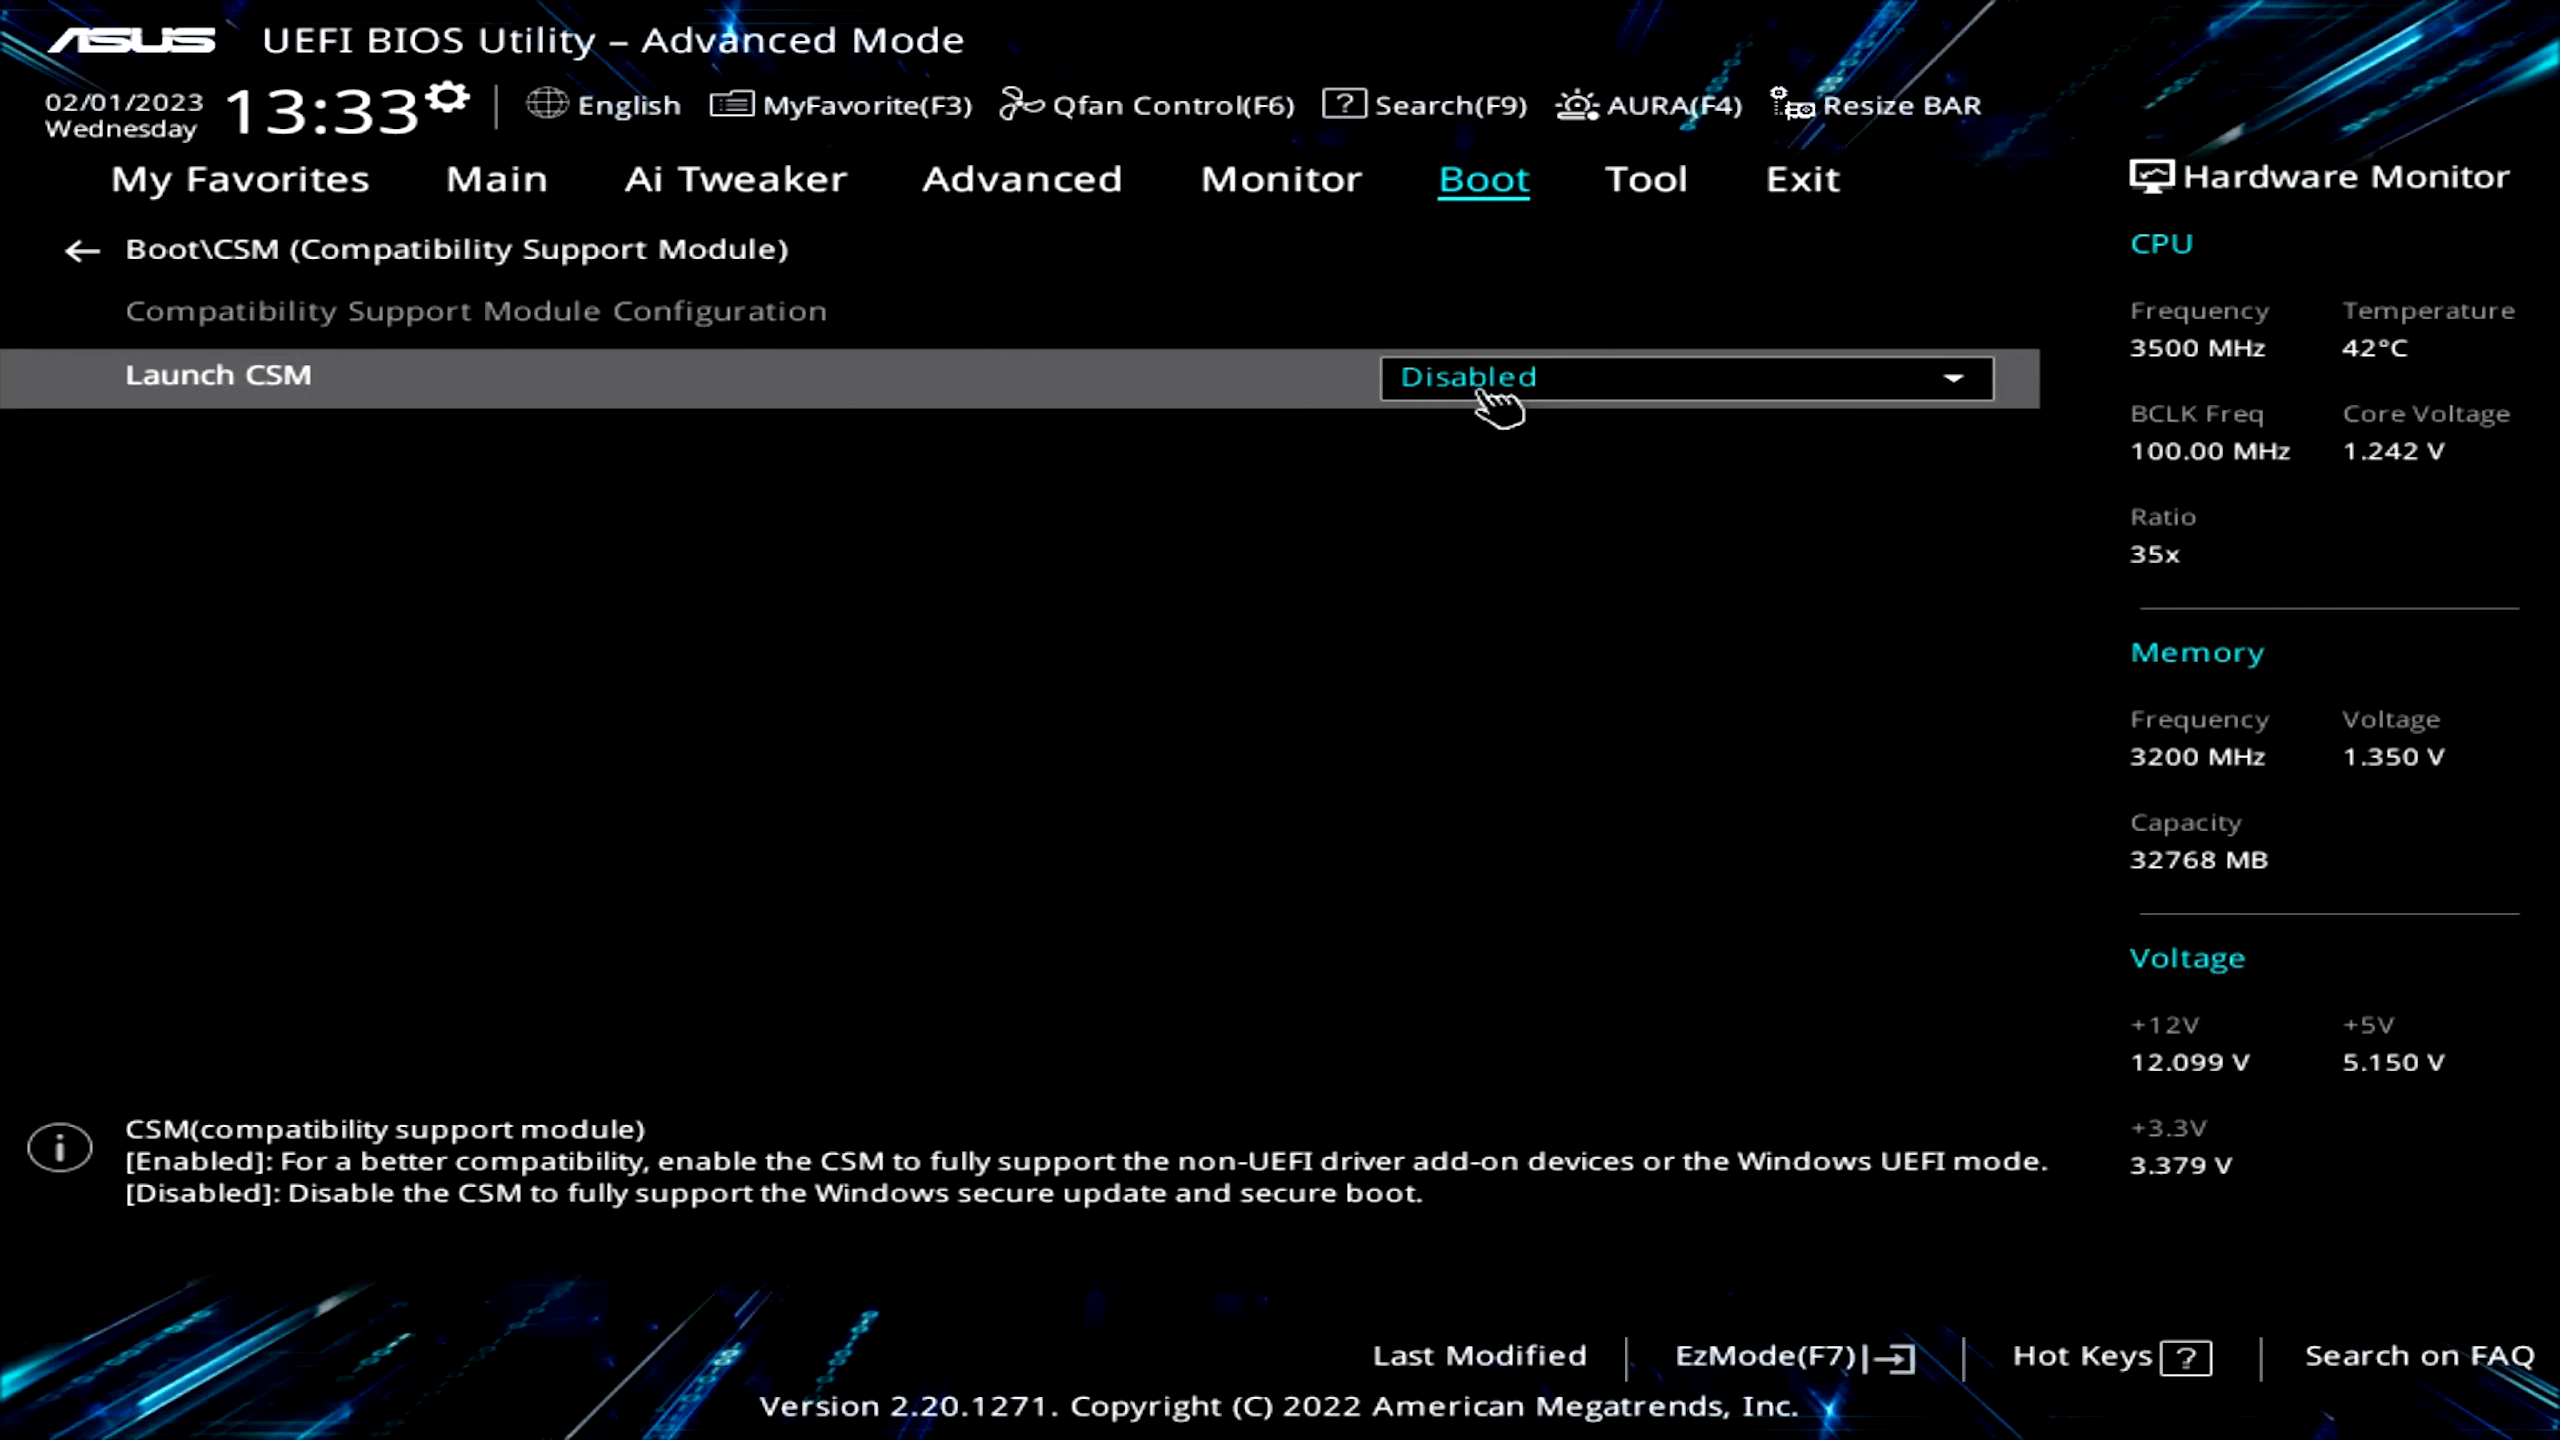 ASUS UEFI BIOS Utility – Advanced Mode
02/01/2023
Wednesday
13:33
English MyFavorite(F3) Qfan Control(F6) ? Search(F9) AURA(F4) Resize BAR
My Favorites Main Ai Tweaker Advanced Monitor Boot Tool Exit
Boot\CSM (Compatibility Support Module)
Compatibility Support Module Configuration
Launch CSM Disabled
CSM(compatibility support module)
[Enabled]: For a better compatibility, enable the CSM to fully support the non-UEFI driver add-on devices or the Windows UEFI mode.
[Disabled]: Disable the CSM to fully support the Windows secure update and secure boot.
Hardware Monitor
CPU
Frequency Temperature
3500 MHz 42°C
BCLK Freq Core Voltage
100.00 MHz 1.242 V
Ratio
35x
Memory
Frequency Voltage
3200 MHz 1.350 V
Capacity
32768 MB
Voltage
+12V +5V
12.099 V 5.150 V
+3.3V
3.379 V
Last Modified EzMode(F7) Hot Keys ? Search on FAQ
Version 2.20.1271. Copyright (C) 2022 American Megatrends, Inc.